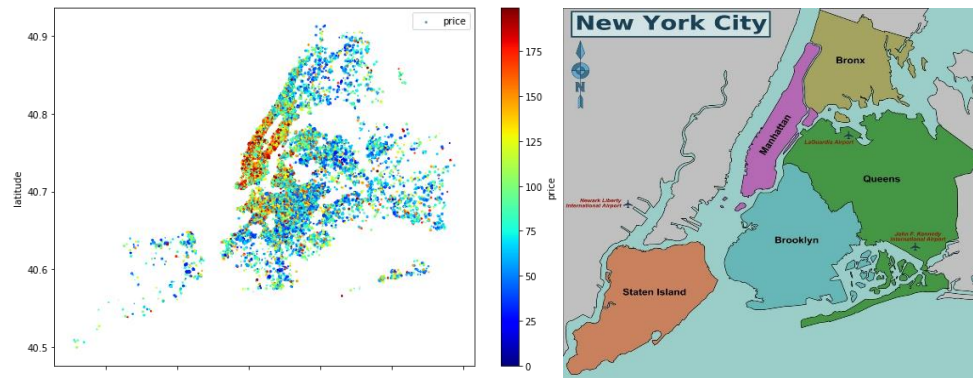 price
40.9
40.8
40.7
40.6
40.5
latitude
175
150
125
100
75
50
25
0
price
New York City
N
Bronx
Manhattan
LaGuardia Airport
Queens
Newark Liberty
International Airport
Brooklyn
John F. Kennedy
International Airport
Staten Island